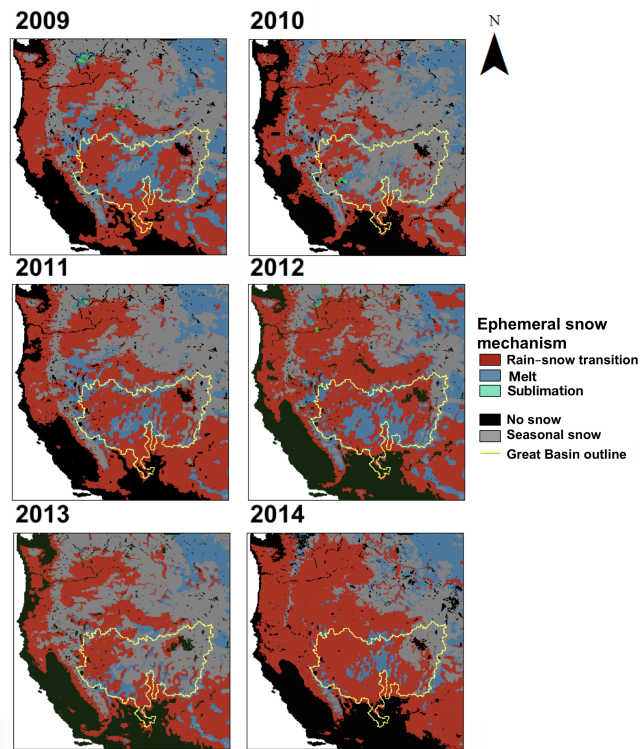 2009
2010
N
2011
2012
Ephemeral snow
mechanism
Rain–snow transition
Melt
Sublimation
No snow
Seasonal snow
Great Basin outline
2013
2014